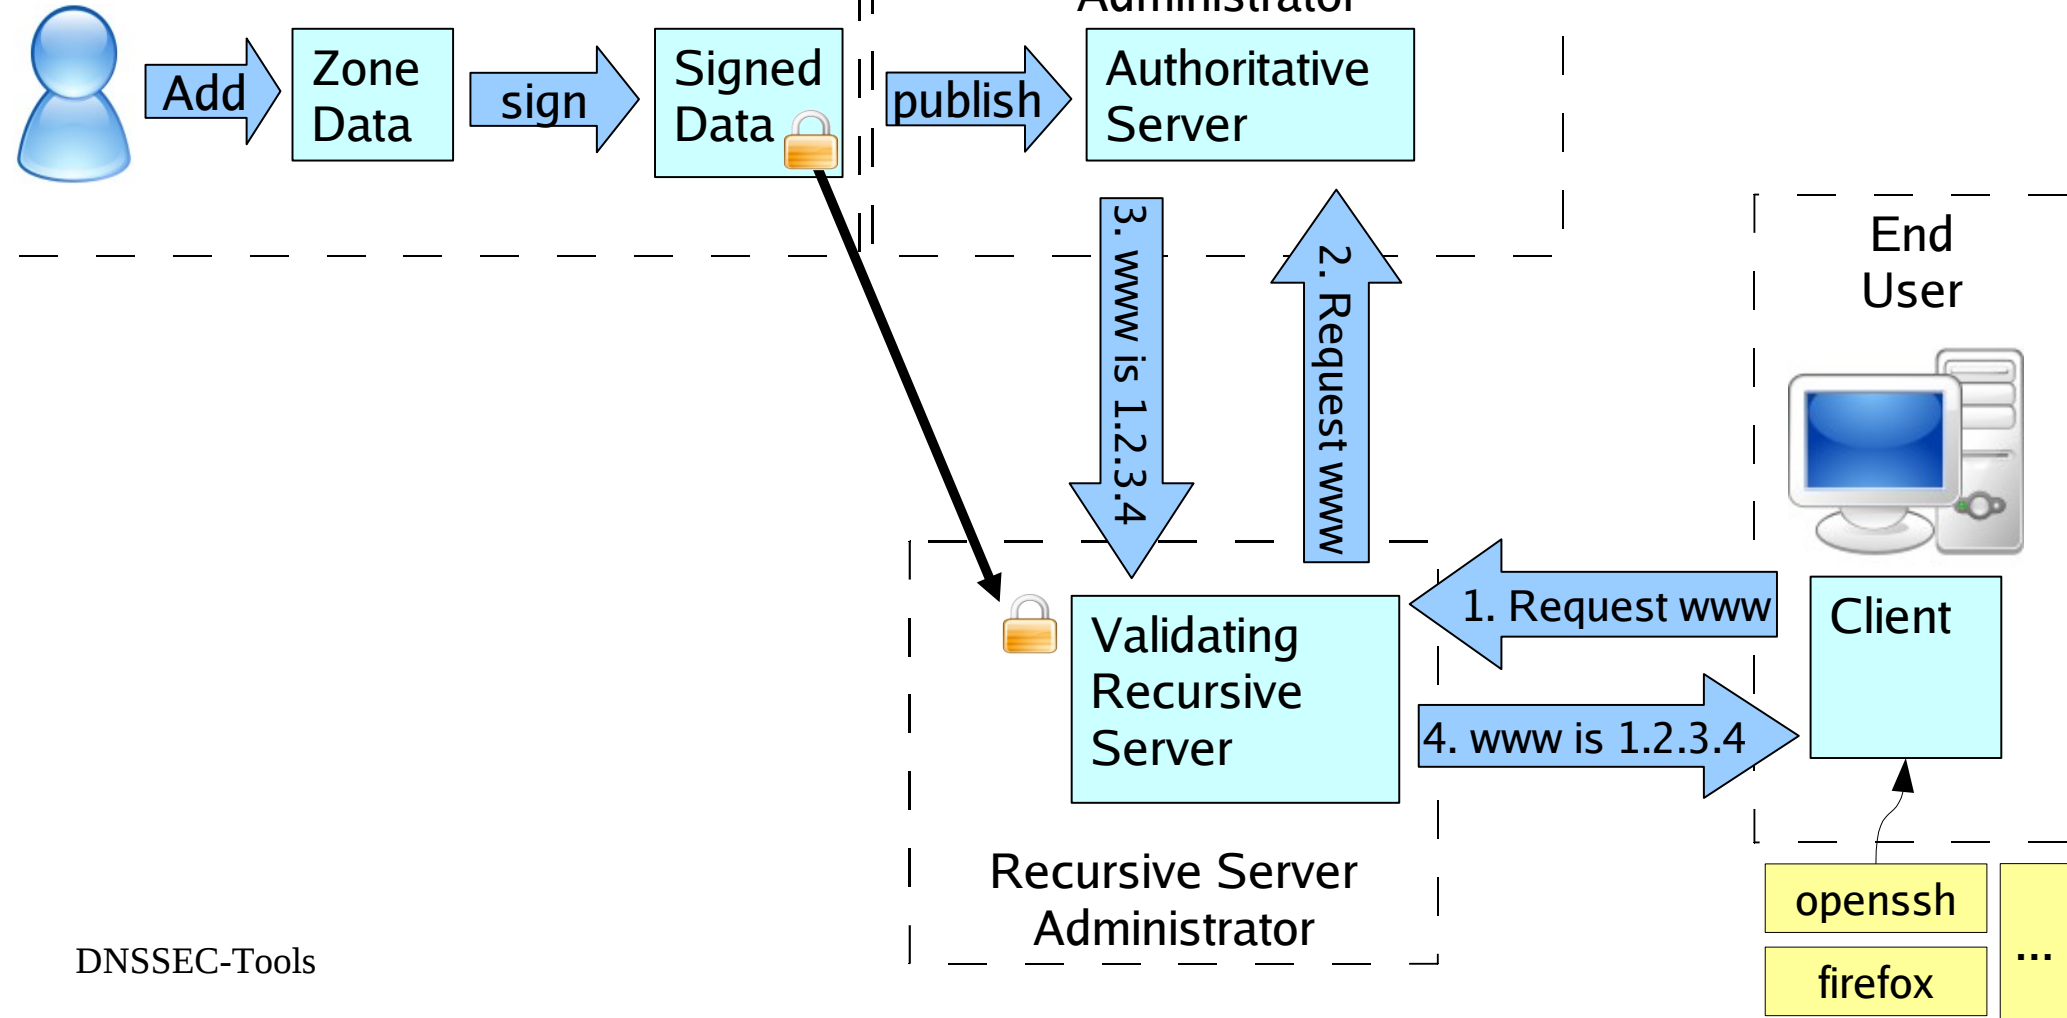 Administrator
Add
Zone
Data
sign
Signed
Data
publish
Authoritative
Server
3. www is 1.2.3.4
2. Request www
End
User
1. Request www
Client
Validating
Recursive
Server
4. www is 1.2.3.4
Recursive Server
Administrator
openssh
firefox
...
DNSSEC-Tools